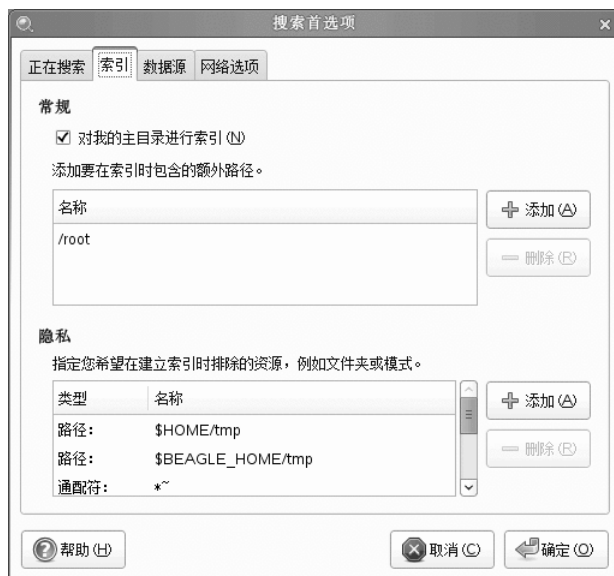 搜索首选项
正在搜索 索引 数据源 网络选项
常规
对我的主目录进行索引(N)
添加要在索引时包含的额外路径。
名称
添加(A)
/root
删除(R)
隐私
指定您希望在建立索引时排除的资源，例如文件夹或模式。
类型 名称
添加(A)
路径： $HOME/tmp
路径： $BEAGLE_HOME/tmp
删除(R)
通配符： *~
帮助(H) 取消(C) 确定(O)